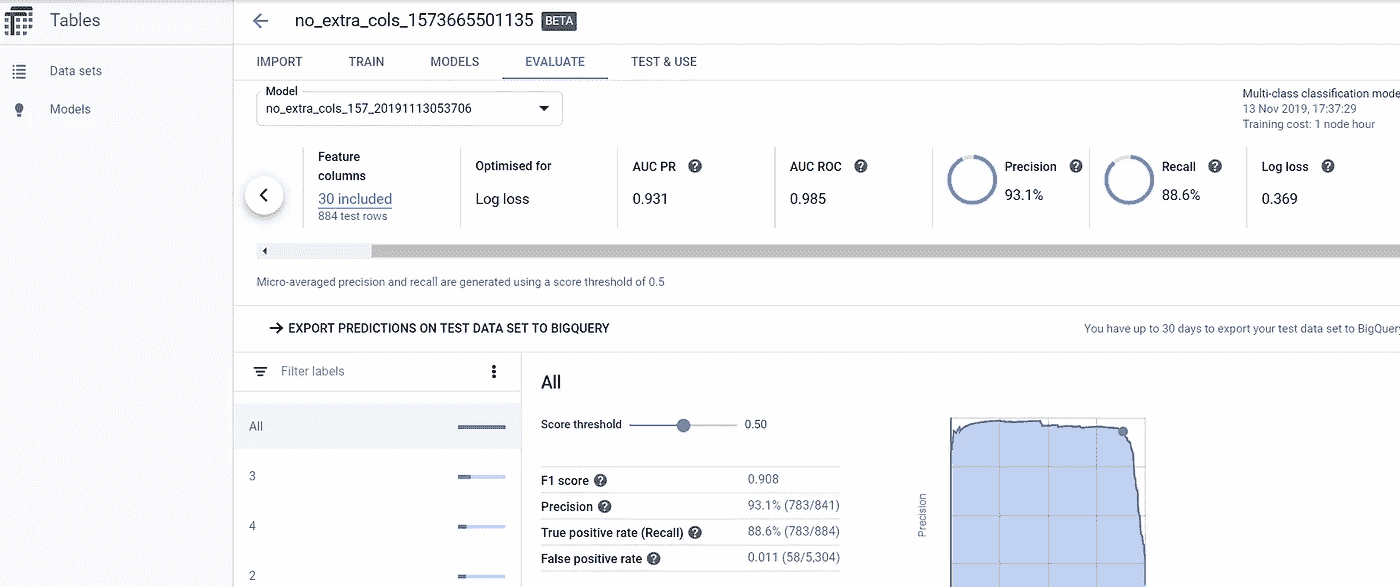 Tables
no_extra_cols_1573665501135 BETA
Data sets
Models
IMPORT TRAIN MODELS EVALUATE TEST & USE
Model
no_extra_cols_157_20191113053706
Multi-class classification mode
13 Nov 2019, 17:37:29
Training cost: 1 node hour
Feature
columns
30 included
884 test rows
Optimised for
Log loss
AUC PR ?
0.931
AUC ROC ?
0.985
Precision ?
93.1%
Recall ?
88.6%
Log loss ?
0.369
Micro-averaged precision and recall are generated using a score threshold of 0.5
EXPORT PREDICTIONS ON TEST DATA SET TO BIGQUERY
You have up to 30 days to export your test data set to BigQuery
Filter labels
All
3
4
2
All
Score threshold 0.50
F1 score ? 0.908
Precision ? 93.1% (783/841)
True positive rate (Recall) ? 88.6% (783/884)
False positive rate ? 0.011 (58/5,304)
Precision